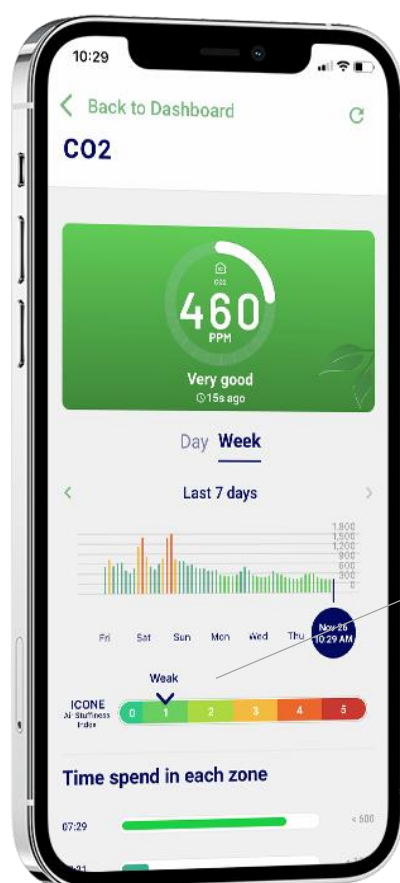 10:29
Back to Dashboard
CO2
CO2
460
PPM
Very good
15s ago
Day Week
Last 7 days
1,800
1,500
1,200
900
600
300
0
Fri Sat Sun Mon Wed Thu
Nov 26
10:29 AM
Weak
ICONE
Air Stuffiness
Index
0 1 2 3 4 5
Time spend in each zone
07:29 < 600